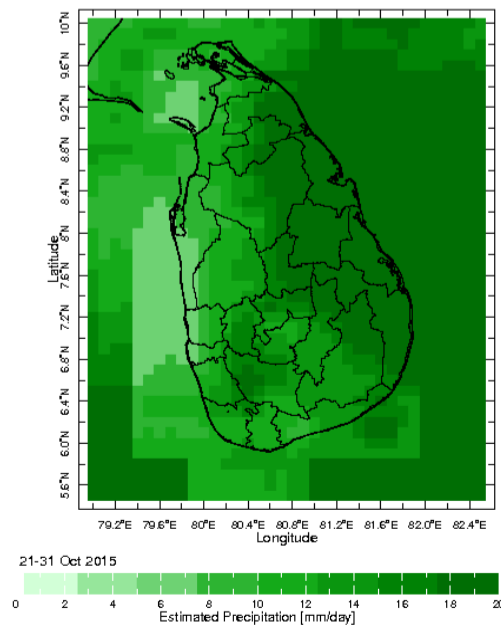 10°N
9.6°N
9.2°N
8.8°N
8.4°N
8°N
7.6°N
7.2°N
6.8°N
6.4°N
6.0°N
5.6°N
Latitude
79.2°E 79.6°E 80°E 80.4°E 80.8°E 81.2°E 81.6°E 82.0°E 82.4°E
Longitude
21-31 Oct 2015
0 2 4 6 8 10 12 14 16 18 20
Estimated Precipitation [mm/day]